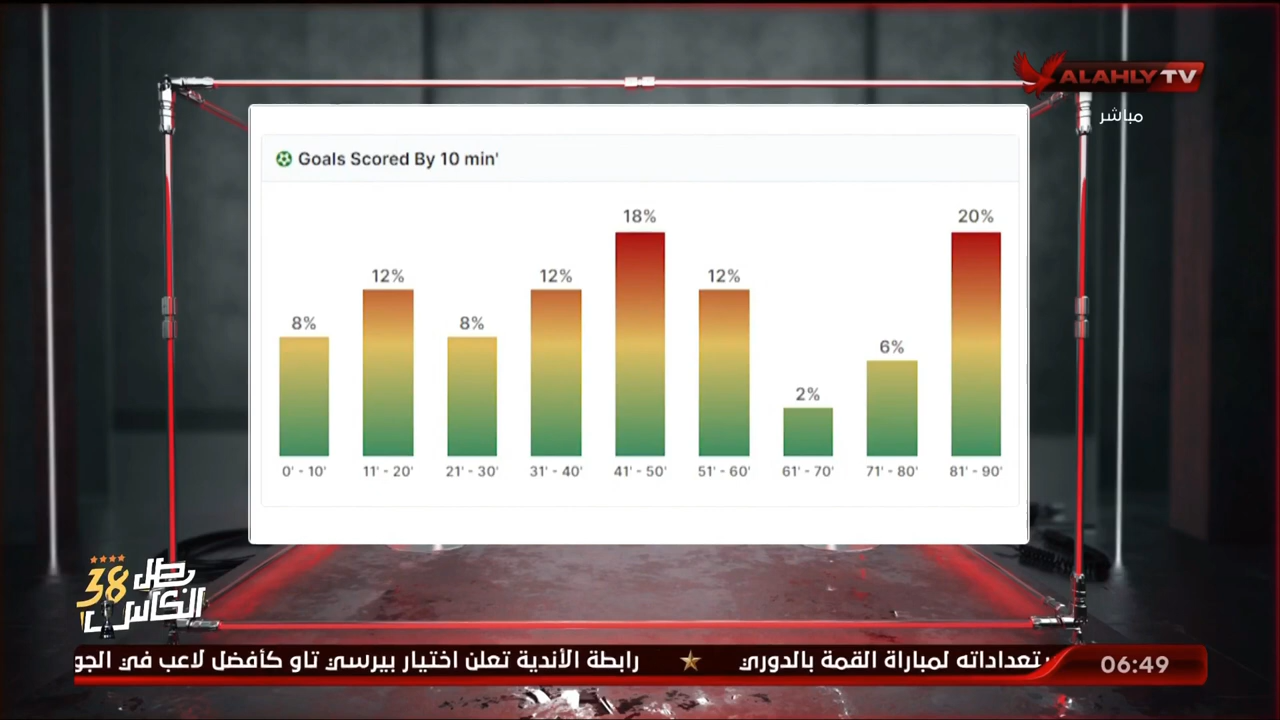 ALAHLY TV
مباشر
Goals Scored By 10 min'
8% 12% 8% 12% 18% 12% 2% 6% 20%
0' - 10' 11' - 20' 21' - 30' 31' - 40' 41' - 50' 51' - 60' 61' - 70' 71' - 80' 81' - 90'
بطل الكاس 38
تعداداته لمباراة القمة بالدوري ★ رابطة الأندية تعلن اختيار بيرسي تاو كأفضل لاعب في الجو
06:49